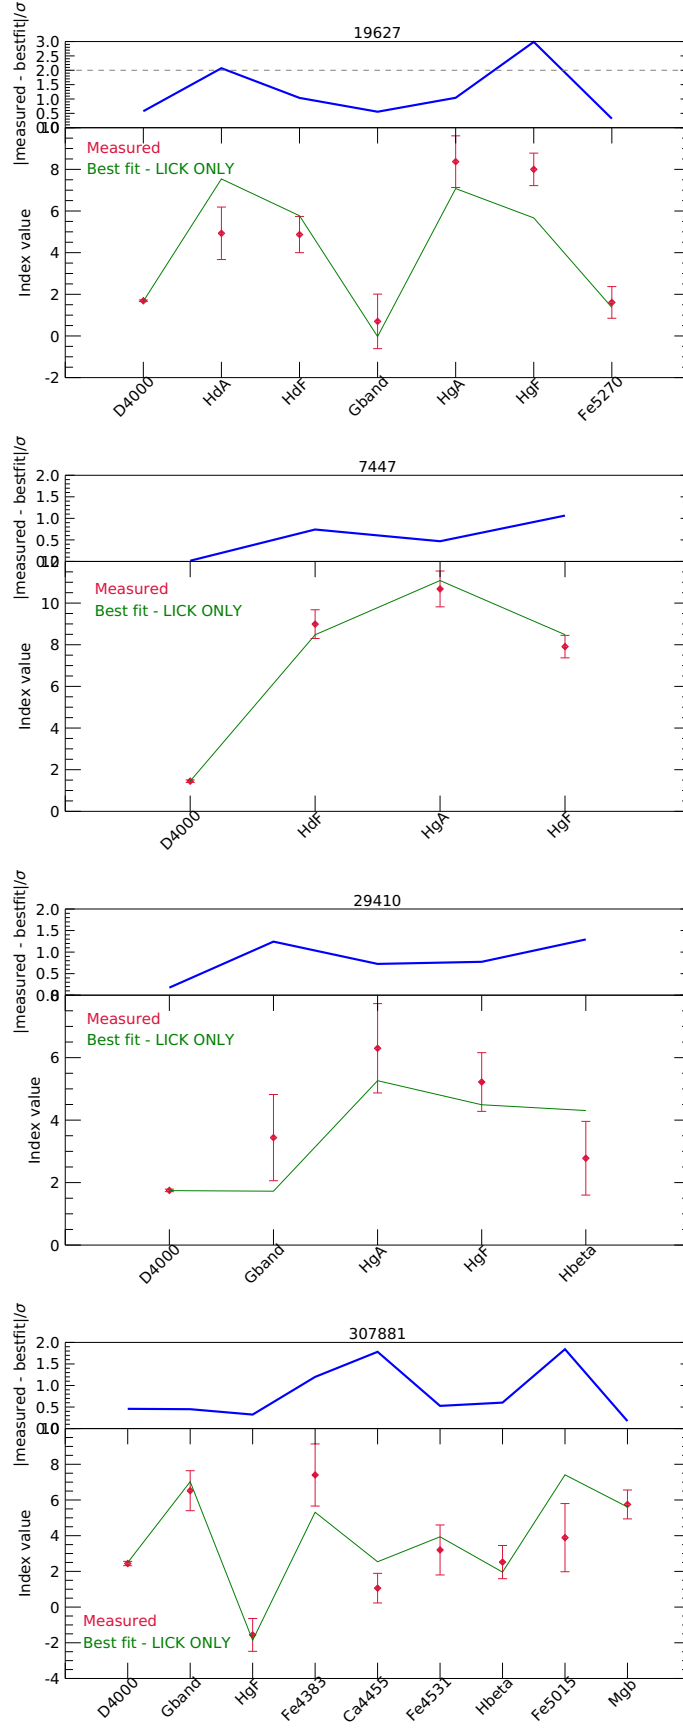 19627
|measured - bestfit|/σ
3.0
2.5
2.0
1.5
1.0
0.5
0.0
Measured
Best fit - LICK ONLY
Index value
10
8
6
4
2
0
-2
D4000
HdA
HdF
Gband
HgA
HgF
Fe5270
7447
|measured - bestfit|/σ
2.0
1.5
1.0
0.5
0.0
Measured
Best fit - LICK ONLY
Index value
12
10
8
6
4
2
0
D4000
HdF
HgA
HgF
29410
|measured - bestfit|/σ
2.0
1.5
1.0
0.5
0.0
Measured
Best fit - LICK ONLY
Index value
8
6
4
2
0
D4000
Gband
HgA
HgF
Hbeta
307881
|measured - bestfit|/σ
2.0
1.5
1.0
0.5
0.0
Index value
10
8
6
4
2
0
-2
-4
Measured
Best fit - LICK ONLY
D4000
Gband
HgF
Fe4383
Ca4455
Fe4531
Hbeta
Fe5015
Mgb